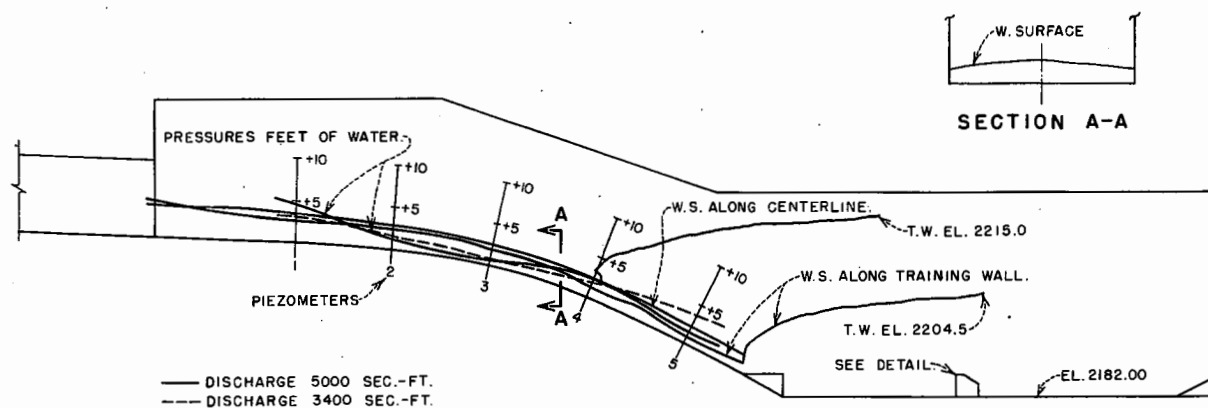 W. SURFACE
SECTION A-A
PRESSURES FEET OF WATER.
+10
+5
+10
+5
+10
+5
+10
+5
+10
+5
A
A
W.S. ALONG CENTERLINE.
T.W. EL. 2215.0
W.S. ALONG TRAINING WALL.
T.W. EL. 2204.5
PIEZOMETERS
2
3
4
5
SEE DETAIL.
EL. 2182.00
DISCHARGE 5000 SEC.-FT.
DISCHARGE 3400 SEC.-FT.